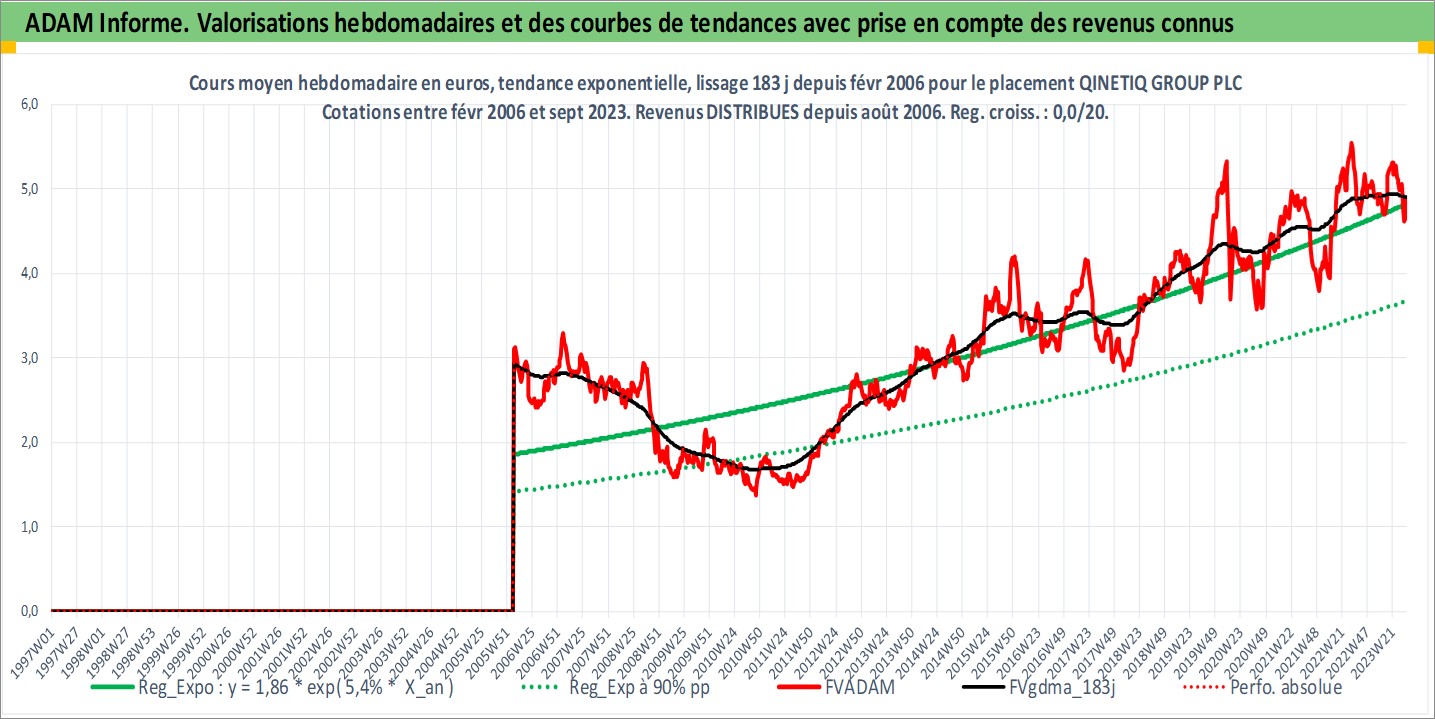 ADAM Informe. Valorisations hebdomadaires et des courbes de tendances avec prise en compte des revenus connus
Cours moyen hebdomadaire en euros, tendance exponentielle, lissage 183 j depuis févr 2006 pour le placement QINETIQ GROUP PLC
Cotations entre févr 2006 et sept 2023. Revenus DISTRIBUES depuis août 2006. Reg. croiss. : 0,0/20.
6,0
5,0
4,0
3,0
2,0
1,0
0,0
1997W01
1997W27
1998W01
1998W27
1998W53
1999W26
1999W52
2000W26
2000W52
2001W26
2001W52
2002W26
2002W52
2003W26
2003W52
2004W26
2004W52
2005W25
2005W51
2006W25
2006W51
2007W25
2007W51
2008W25
2008W51
2009W25
2009W51
2010W24
2010W50
2011W24
2011W50
2012W24
2012W50
2013W24
2013W50
2014W24
2014W50
2015W24
2015W50
2016W23
2016W49
2017W23
2017W49
2018W23
2018W49
2019W23
2019W49
2020W23
2020W49
2021W22
2021W48
2022W21
2022W47
2023W21
Reg_Expo : y = 1,86 * exp( 5,4% * X_an )
Reg_Exp à 90% pp
FVADAM
FVgdma_183j
Perfo. absolue